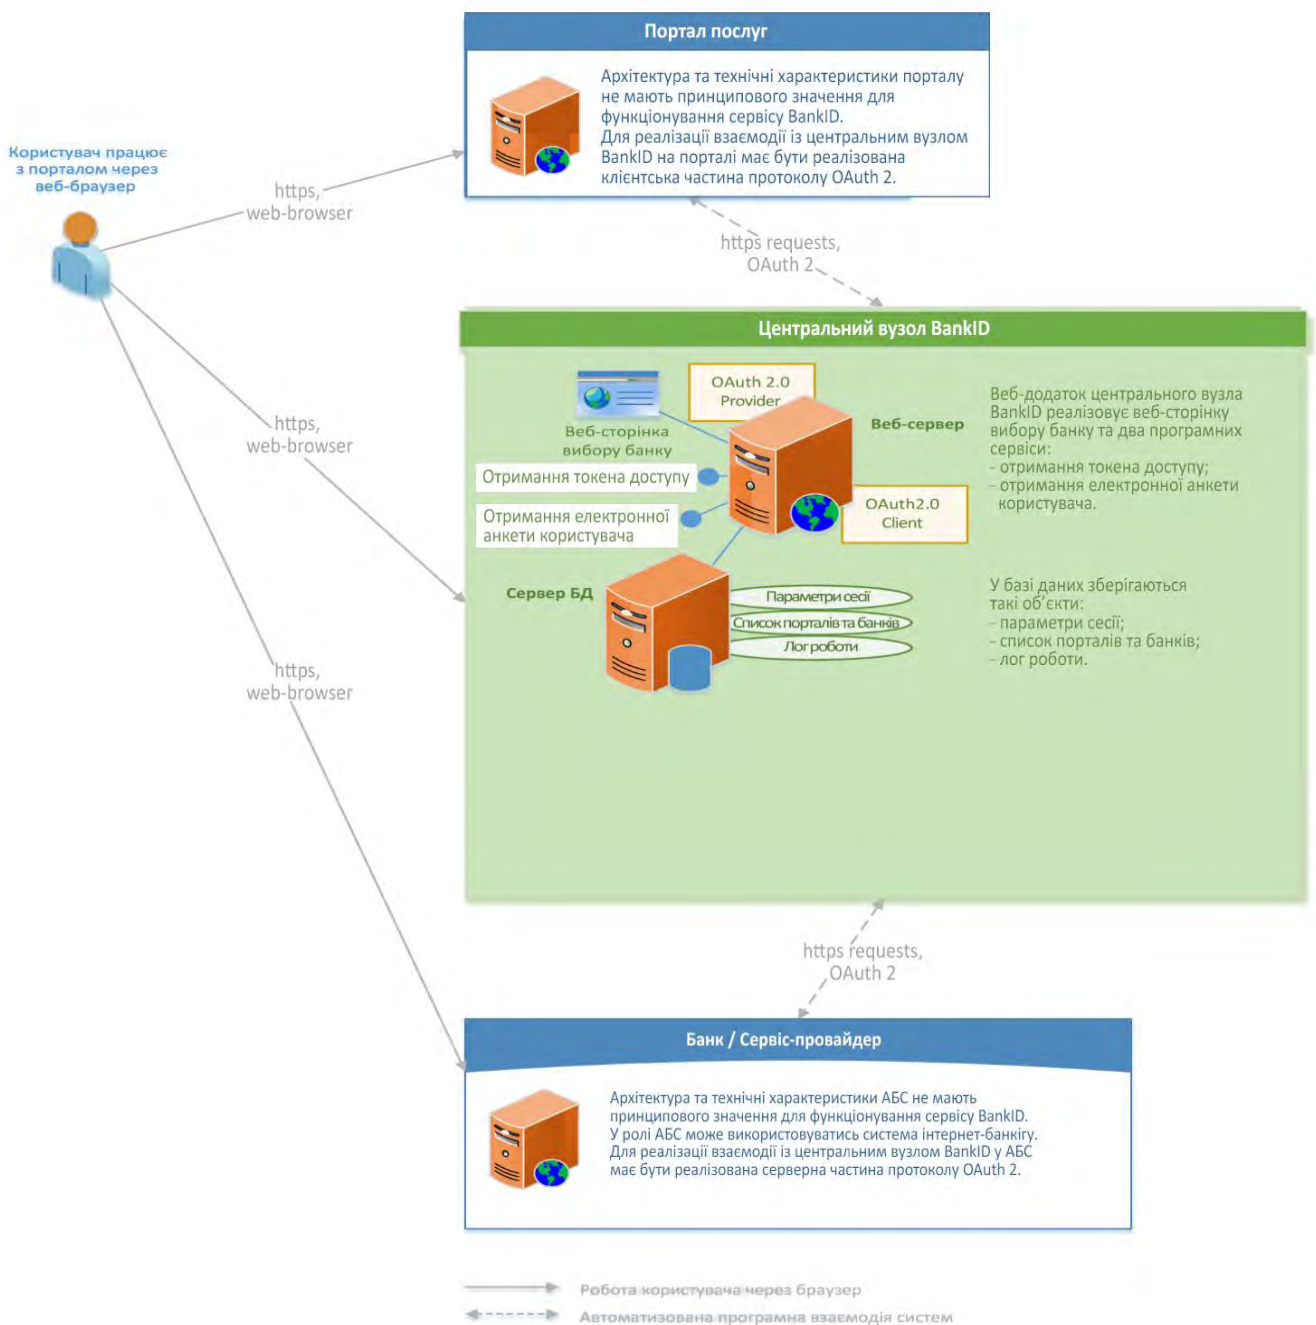 Портал послуг
Архітектура та технічні характеристики порталу
не мають принципового значення для
функціонування сервісу BankID.
Для реалізації взаємодії із центральним вузлом
BankID на порталі має бути реалізована
клієнтська частина протоколу OAuth 2.
Користувач працює
з порталом через
веб-браузер
https,
web-browser
https requests,
OAuth 2
Центральний вузол BankID
OAuth 2.0
Provider
Веб-сторінка
вибору банку
Веб-сервер
Отримання токена доступу
Отримання електронної
анкети користувача
OAuth2.0
Client
Веб-додаток центрального вузла
BankID реалізовує веб-сторінку
вибору банку та два програмних
сервіси:
- отримання токена доступу;
- отримання електронної анкети
користувача.
https,
web-browser
Сервер БД
Параметри сесії
Список порталів та банків
Лог роботи
У базі даних зберігаються
такі об’єкти:
- параметри сесії;
- список порталів та банків;
- лог роботи.
https,
web-browser
https requests,
OAuth 2
Банк / Сервіс-провайдер
Архітектура та технічні характеристики АБС не мають
принципового значення для функціонування сервісу BankID.
У ролі АБС може використовуватись система інтернет-банкігу.
Для реалізації взаємодії із центральним вузлом BankID у АБС
має бути реалізована серверна частина протоколу OAuth 2.
Робота користувача через браузер
Автоматизована програмна взаємодія систем